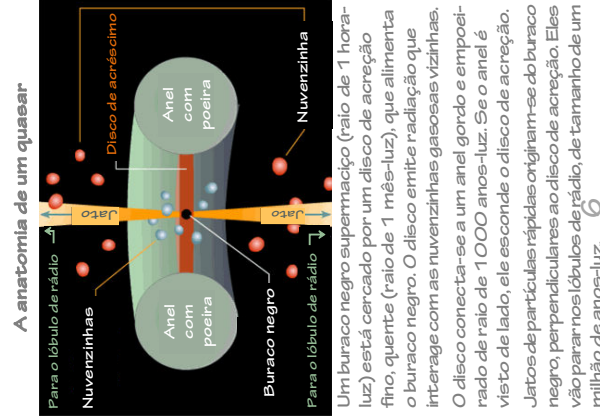 A anatomia de um quasar
Para o lóbulo de rádio
Nuvenzinhas
Anel
com
poeira
Buraco negro
Para o lóbulo de rádio
Jato
Jato
Disco de acréscimo
Anel
com
poeira
Nuvenzinha
Um buraco negro supermaciço (raio de 1 hora-
luz) está cercado por um disco de acreção
fino, quente (raio de 1 mês-luz), que alimenta
o buraco negro. O disco emite radiação que
interage com as nuvenzinhas gasosas vizinhas.
O disco conecta-se a um anel gordo e empoei-
rado de raio de 1000 anos-luz. Se o anel é
visto de lado, ele esconde o disco de acreção.
Jatos de partículas rápidas originam-se do buraco
negro, perpendiculares ao disco de acreção. Eles
vão parar nos lóbulos de rádio, de tamanho de um
milhão de anos-luz.
6